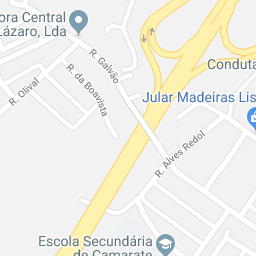 ora Central
Lázaro, Lda
R. Galvão
Conduta
R. da Boavista
R. Olival
Jular Madeiras Lis
R. Alves Redol
Escola Secundária
de Camarate